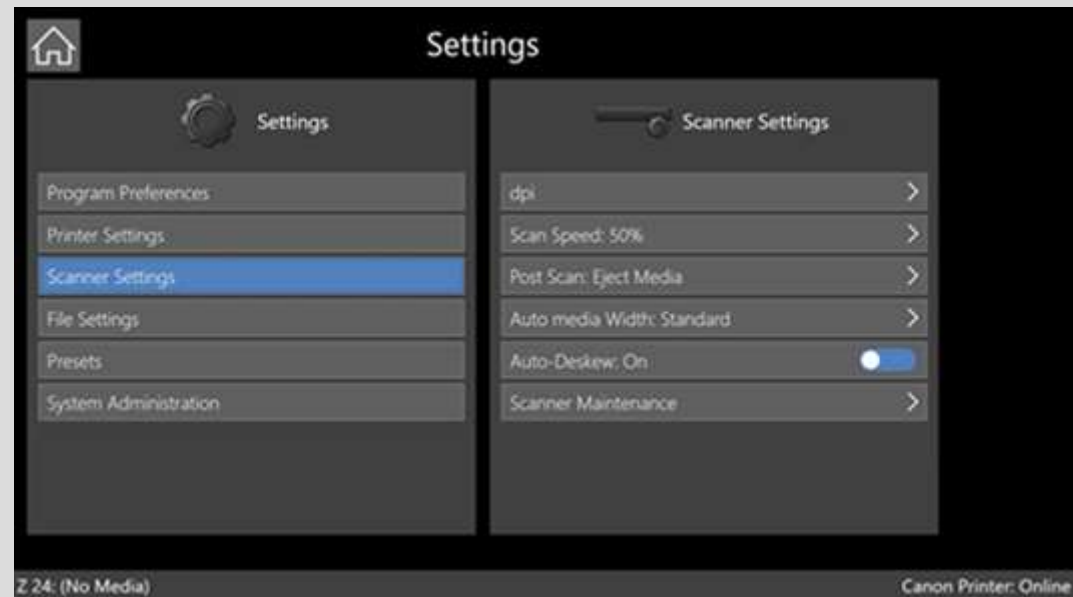 Settings
Settings
Program Preferences
Printer Settings
Scanner Settings
File Settings
Presets
System Administration
Scanner Settings
dpi
Scan Speed: 50%
Post Scan: Eject Media
Auto media Width: Standard
Auto-Deskew: On
Scanner Maintenance
Z 24: (No Media)
Canon Printer: Online